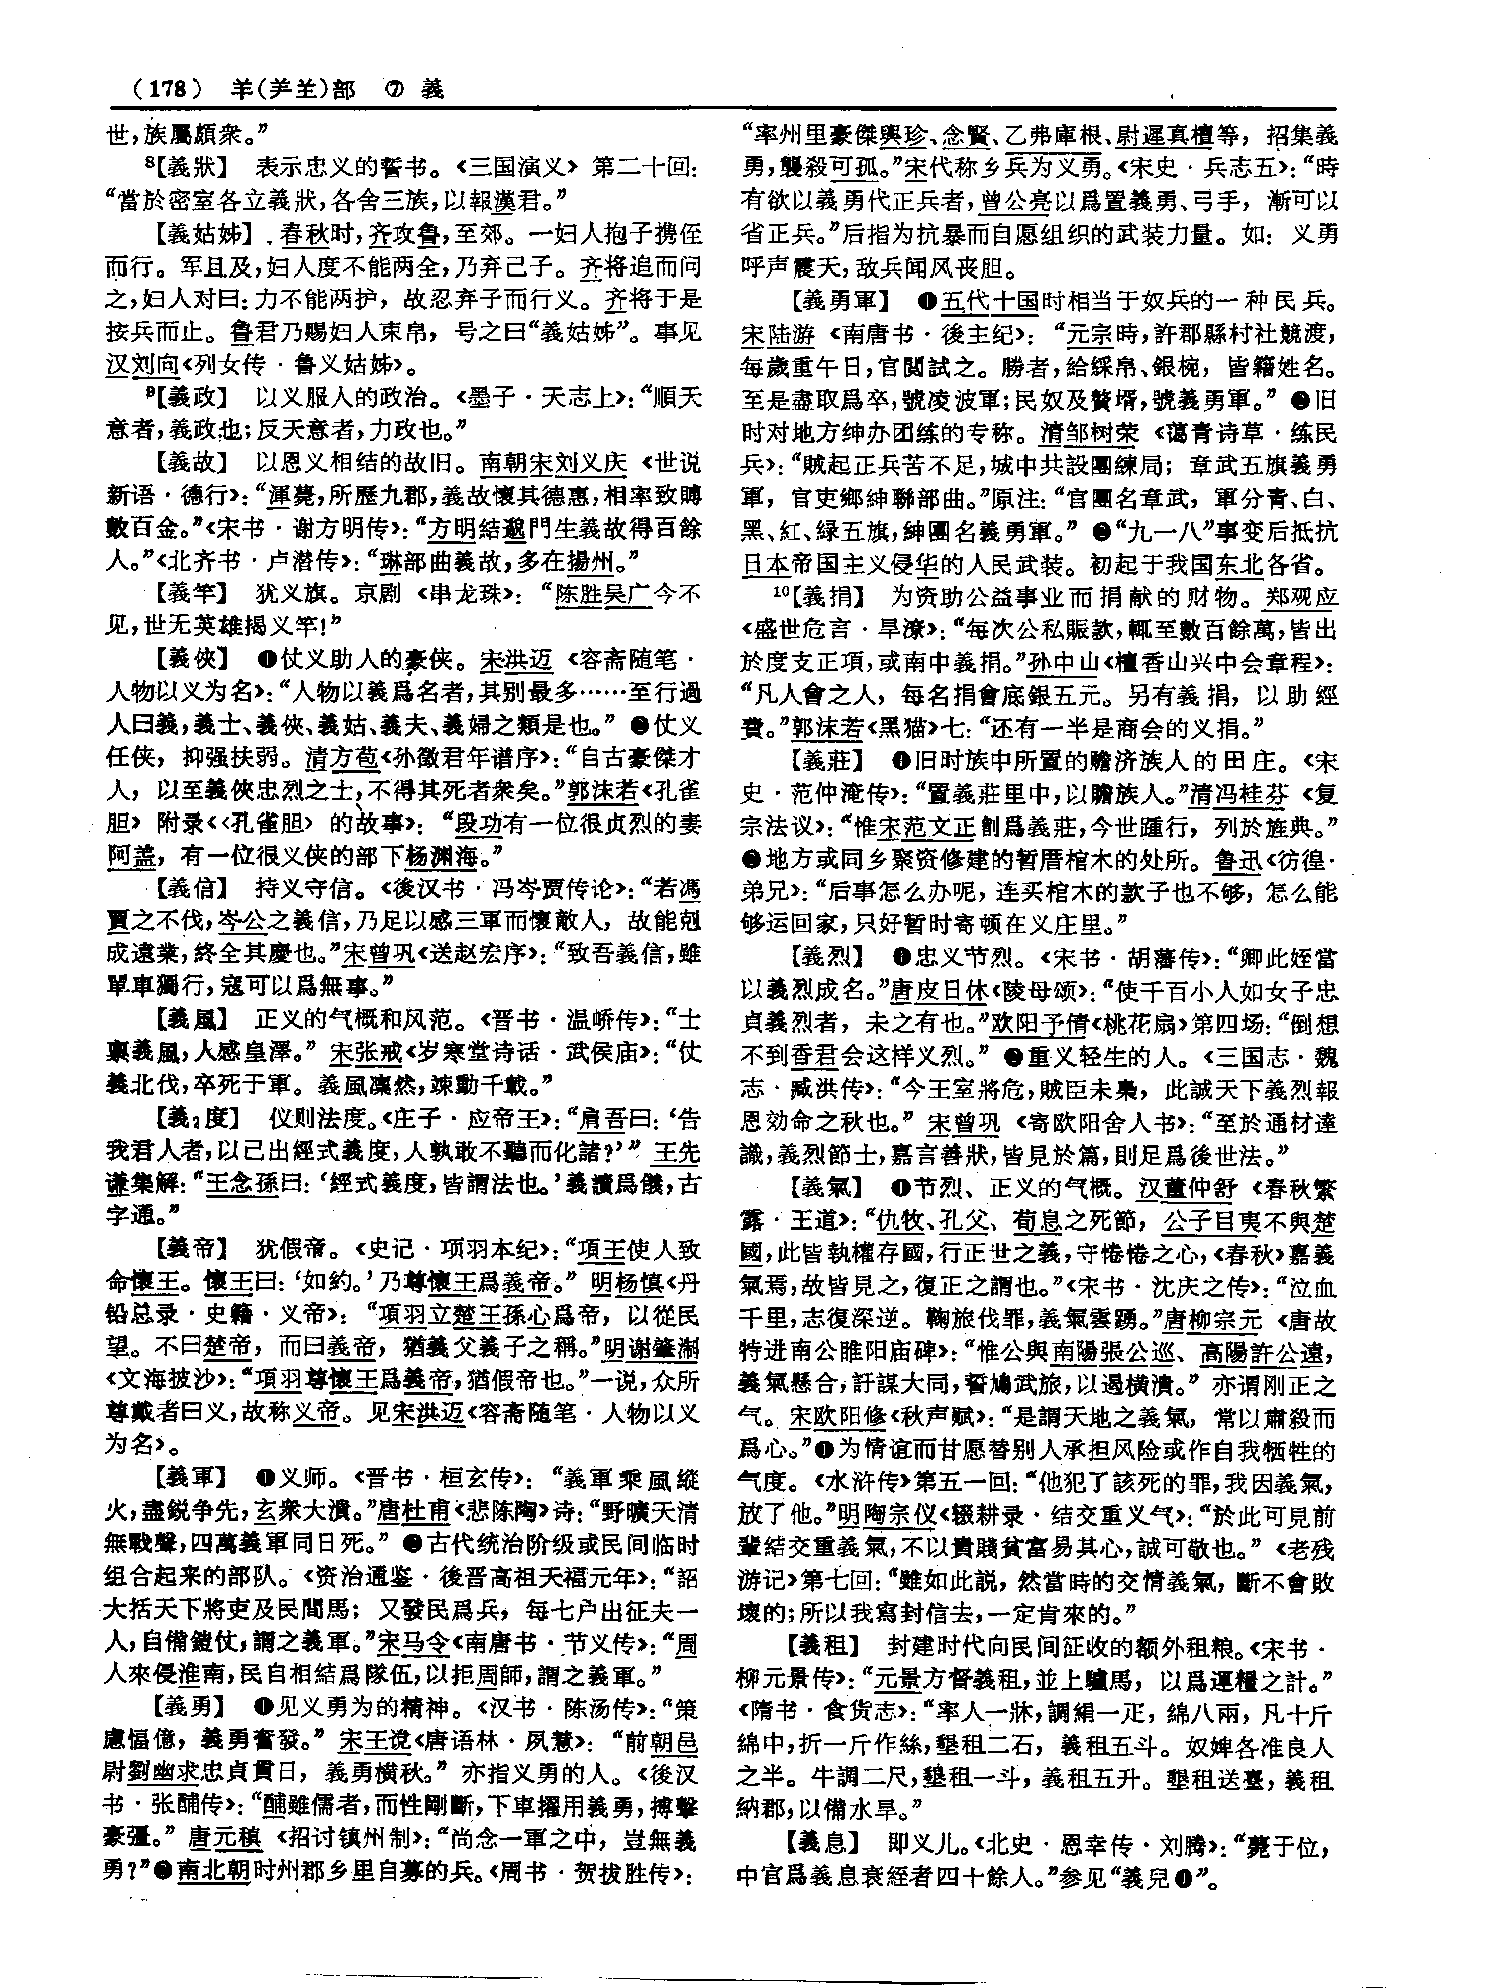 （178）　羊（⺶𦍌）部　⑦　義
世，族屬頗衆。”
⁸【義狀】　表示忠义的誓书。《三国演义》第二十回：
“當於密室各立義狀，各舍三族，以報漢君。”
【義姑姊】　春秋时，齐攻鲁，至郊。一妇人抱子携侄
而行。军且及，妇人度不能两全，乃弃己子。齐将追而问
之，妇人对曰：力不能两护，故忍弃子而行义。齐将于是
按兵而止。鲁君乃赐妇人束帛，号之曰“義姑姊”。事见
汉刘向《列女传·鲁义姑姊》。
⁹【義政】　以义服人的政治。《墨子·天志上》：“順天
意者，義政也；反天意者，力政也。”
【義故】　以恩义相结的故旧。南朝宋刘义庆《世说
新语·德行》：“渾薨，所歷九郡，義故懷其德惠，相率致賻
數百金。”《宋书·谢方明传》：“方明結邈門生義故得百餘
人。”《北齐书·卢潜传》：“琳部曲義故，多在揚州。”
【義竿】　犹义旗。京剧《串龙珠》：“陈胜吴广今不
见，世无英雄揭义竿！”
【義俠】　❶仗义助人的豪侠。宋洪迈《容斋随笔·
人物以义为名》：“人物以義爲名者，其别最多……至行過
人曰義，義士、義俠、義姑、義夫、義婦之類是也。”❷仗义
任侠，抑强扶弱。清方苞《孙徵君年谱序》：“自古豪傑才
人，以至義俠忠烈之士，不得其死者衆矣。”郭沫若《孔雀
胆》附录《〈孔雀胆〉的故事》：“段功有一位很贞烈的妻
阿盖，有一位很义侠的部下杨渊海。”
【義信】　持义守信。《後汉书·冯岑贾传论》：“若馮
賈之不伐，岑公之義信，乃足以感三軍而懷敵人，故能剋
成遠業，終全其慶也。”宋曾巩《送赵宏序》：“致吾義信，雖
單車獨行，寇可以爲無事。”
【義風】　正义的气概和风范。《晋书·温峤传》：“士
稟義風，人感皇澤。”宋张戒《岁寒堂诗话·武侯庙》：“仗
義北伐，卒死于軍。義風凜然，竦動千載。”
【義₂度】　仪则法度。《庄子·应帝王》：“肩吾曰：‘告
我君人者，以己出經式義度，人孰敢不聽而化諸？’”王先
谦集解：“王念孫曰：‘經式義度，皆謂法也。’義讀爲儀，古
字通。”
【義帝】　犹假帝。《史记·项羽本纪》：“項王使人致
命懷王。懷王曰：‘如約。’乃尊懷王爲義帝。”明杨慎《丹
铅总录·史籍·义帝》：“項羽立楚王孫心爲帝，以從民
望。不曰楚帝，而曰義帝，猶義父義子之稱。”明谢肇淛
《文海披沙》：“項羽尊懷王爲義帝，猶假帝也。”一说，众所
尊戴者曰义，故称义帝。见宋洪迈《容斋随笔·人物以义
为名》。
【義軍】　❶义师。《晋书·桓玄传》：“義軍乘風縱
火，盡銳争先，玄衆大潰。”唐杜甫《悲陈陶》诗：“野曠天清
無戰聲，四萬義軍同日死。”❷古代统治阶级或民间临时
组合起来的部队。《资治通鉴·後晋高祖天福元年》：“詔
大括天下將吏及民間馬；又發民爲兵，每七户出征夫一
人，自備鎧仗，謂之義軍。”宋马令《南唐书·节义传》：“周
人來侵淮南，民自相結爲隊伍，以拒周師，謂之義軍。”
【義勇】　❶见义勇为的精神。《汉书·陈汤传》：“策
慮愊億，義勇奮發。”宋王谠《唐语林·夙慧》：“前朝邑
尉劉幽求忠貞貫日，義勇横秋。”亦指义勇的人。《後汉
书·张酺传》：“酺雖儒者，而性剛斷，下車擢用義勇，搏擊
豪彊。”唐元稹《招讨镇州制》：“尚念一軍之中，豈無義
勇？”❷南北朝时州郡乡里自募的兵。《周书·贺拔胜传》：
“率州里豪傑輿珍、念賢、乙弗庫根、尉遲真檀等，招集義
勇，襲殺可孤。”宋代称乡兵为义勇。《宋史·兵志五》：“時
有欲以義勇代正兵者，曾公亮以爲置義勇、弓手，漸可以
省正兵。”后指为抗暴而自愿组织的武装力量。如：义勇
呼声震天，敌兵闻风丧胆。
【義勇軍】　❶五代十国时相当于奴兵的一种民兵。
宋陆游《南唐书·後主纪》：“元宗時，許郡縣村社競渡，
每歲重午日，官閲試之。勝者，給綵帛、銀椀，皆籍姓名。
至是盡取爲卒，號凌波軍；民奴及贅壻，號義勇軍。”❷旧
时对地方绅办团练的专称。清邹树荣《蔼青诗草·练民
兵》：“賊起正兵苦不足，城中共設團練局；章武五旗義勇
軍，官吏鄉紳聯部曲。”原注：“官團名章武，軍分青、白、
黑、紅、緑五旗，紳團名義勇軍。”❸“九一八”事变后抵抗
日本帝国主义侵华的人民武装。初起于我国东北各省。
¹⁰【義捐】　为资助公益事业而捐献的财物。郑观应
《盛世危言·旱潦》：“每次公私賑款，輒至數百餘萬，皆出
於度支正項，或南中義捐。”孙中山《檀香山兴中会章程》：
“凡人會之人，每名捐會底銀五元。另有義捐，以助經
費。”郭沫若《黑猫》七：“还有一半是商会的义捐。”
【義莊】　❶旧时族中所置的赡济族人的田庄。《宋
史·范仲淹传》：“置義莊里中，以贍族人。”清冯桂芬《复
宗法议》：“惟宋范文正創爲義莊，今世踵行，列於旌典。”
❷地方或同乡聚资修建的暂厝棺木的处所。鲁迅《彷徨·
弟兄》：“后事怎么办呢，连买棺木的款子也不够，怎么能
够运回家，只好暂时寄顿在义庄里。”
【義烈】　❶忠义节烈。《宋书·胡藩传》：“卿此姪當
以義烈成名。”唐皮日休《陵母颂》：“使千百小人如女子忠
貞義烈者，未之有也。”欧阳予倩《桃花扇》第四场：“倒想
不到香君会这样义烈。”❷重义轻生的人。《三国志·魏
志·臧洪传》：“今王室將危，賊臣未梟，此誠天下義烈報
恩効命之秋也。”宋曾巩《寄欧阳舍人书》：“至於通材達
識，義烈節士，嘉言善狀，皆見於篇，則足爲後世法。”
【義氣】　❶节烈、正义的气概。汉董仲舒《春秋繁
露·王道》：“仇牧、孔父、荀息之死節，公子目夷不與楚
國，此皆執權存國，行正世之義，守惓惓之心，《春秋》嘉義
氣焉，故皆見之，復正之謂也。”《宋书·沈庆之传》：“泣血
千里，志復深逆。鞠旅伐罪，義氣雲踴。”唐柳宗元《唐故
特进南公睢阳庙碑》：“惟公與南陽張公巡、高陽許公遠，
義氣懸合，訏謀大同，誓鳩武旅，以遏横潰。”亦谓刚正之
气。宋欧阳修《秋声赋》：“是謂天地之義氣，常以肅殺而
爲心。”❷为情谊而甘愿替别人承担风险或作自我牺牲的
气度。《水浒传》第五一回：“他犯了該死的罪，我因義氣，
放了他。”明陶宗仪《辍耕录·结交重义气》：“於此可見前
輩結交重義氣，不以貴賤貧富易其心，誠可敬也。”《老残
游记》第七回：“雖如此説，然當時的交情義氣，斷不會敗
壞的；所以我寫封信去，一定肯來的。”
【義租】　封建时代向民间征收的额外租粮。《宋书·
柳元景传》：“元景方督義租，並上驢馬，以爲運糧之計。”
《隋书·食货志》：“率人一牀，調絹一疋，綿八兩，凡十斤
綿中，折一斤作絲，墾租二石，義租五斗。奴婢各准良人
之半。牛調二尺，墾租一斗，義租五升。墾租送臺，義租
納郡，以備水旱。”
【義息】　即义儿。《北史·恩幸传·刘腾》：“薨于位，
中官爲義息衰絰者四十餘人。”参见“義兒❶”。